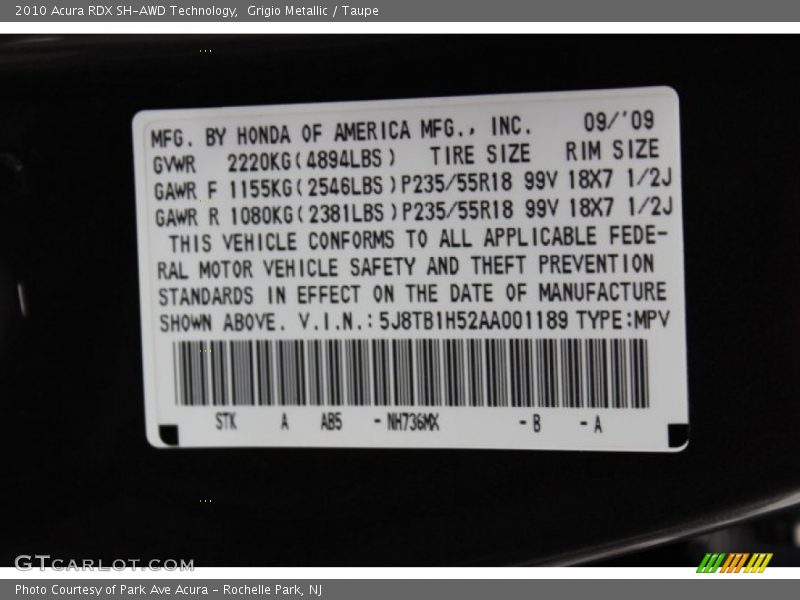 2010 Acura RDX SH-AWD Technology,  Grigio Metallic / Taupe
MFG. BY HONDA OF AMERICA MFG., INC. 09/'09
GVWR 2220KG(4894LBS) TIRE SIZE RIM SIZE
GAWR F 1155KG(2546LBS)P235/55R18 99V 18X7 1/2J
GAWR R 1080KG(2381LBS)P235/55R18 99V 18X7 1/2J
THIS VEHICLE CONFORMS TO ALL APPLICABLE FEDE-
RAL MOTOR VEHICLE SAFETY AND THEFT PREVENTION
STANDARDS IN EFFECT ON THE DATE OF MANUFACTURE
SHOWN ABOVE. V.I.N.:5J8TB1H52AA001189 TYPE:MPV
STK A AB5 -NH736MX -B -A
GTCARLOT.COM
Photo Courtesy of Park Ave Acura - Rochelle Park, NJ